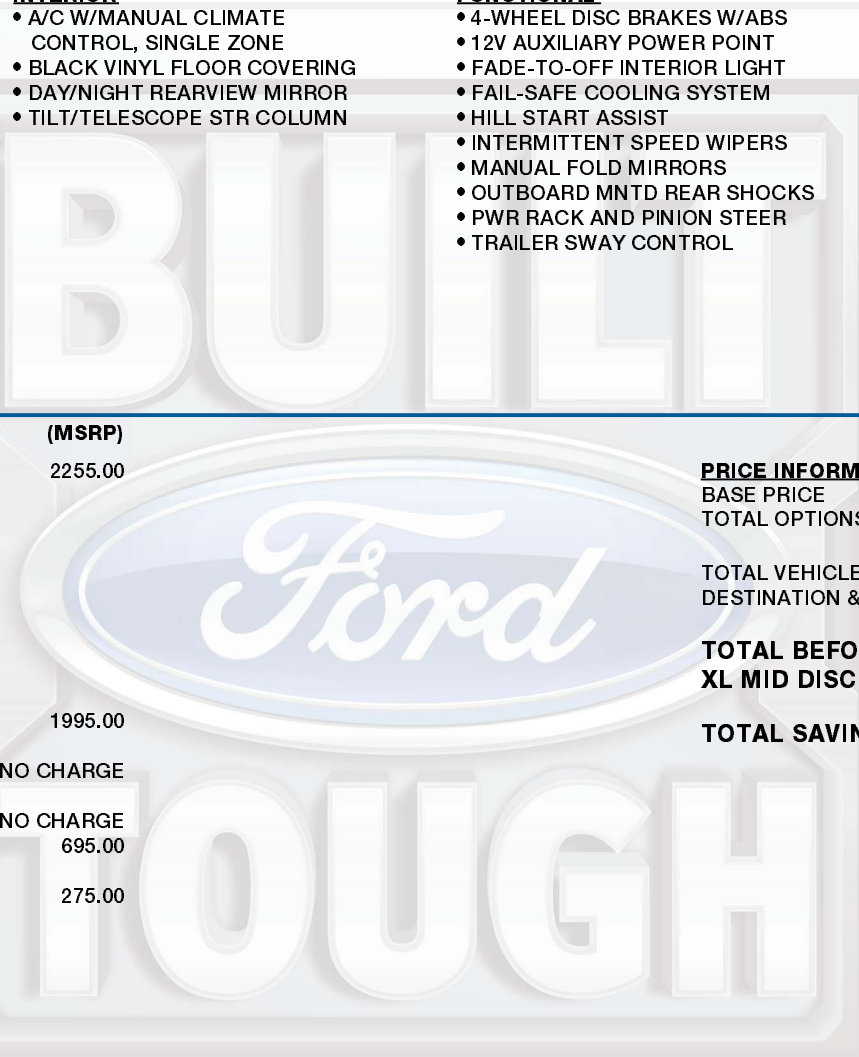 INTERIOR
• A/C W/MANUAL CLIMATE
CONTROL, SINGLE ZONE
• BLACK VINYL FLOOR COVERING
• DAY/NIGHT REARVIEW MIRROR
• TILT/TELESCOPE STR COLUMN
FUNCTIONAL
• 4-WHEEL DISC BRAKES W/ABS
• 12V AUXILIARY POWER POINT
• FADE-TO-OFF INTERIOR LIGHT
• FAIL-SAFE COOLING SYSTEM
• HILL START ASSIST
• INTERMITTENT SPEED WIPERS
• MANUAL FOLD MIRRORS
• OUTBOARD MNTD REAR SHOCKS
• PWR RACK AND PINION STEER
• TRAILER SWAY CONTROL
BUILT
Ford
TOUGH
(MSRP)
2255.00
1995.00
NO CHARGE
NO CHARGE
695.00
275.00
PRICE INFORM
BASE PRICE
TOTAL OPTIONS
TOTAL VEHICLE
DESTINATION &
TOTAL BEFO
XL MID DISC
TOTAL SAVIN